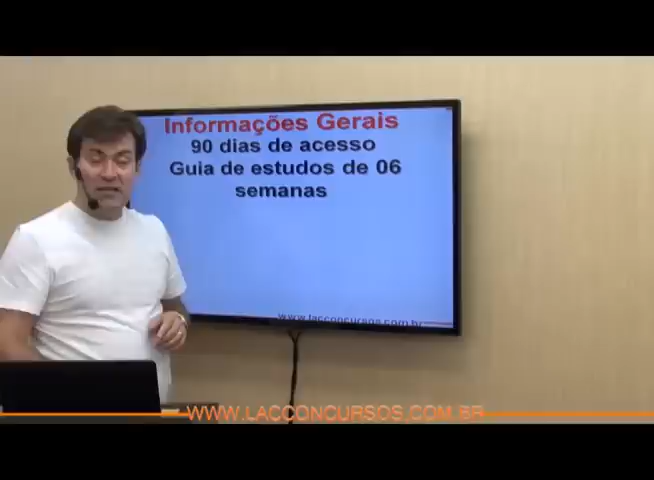 Informações Gerais
90 dias de acesso
Guia de estudos de 06
semanas
www.lacconcursos.com.br
WWW.LACCONCURSOS.COM.BR